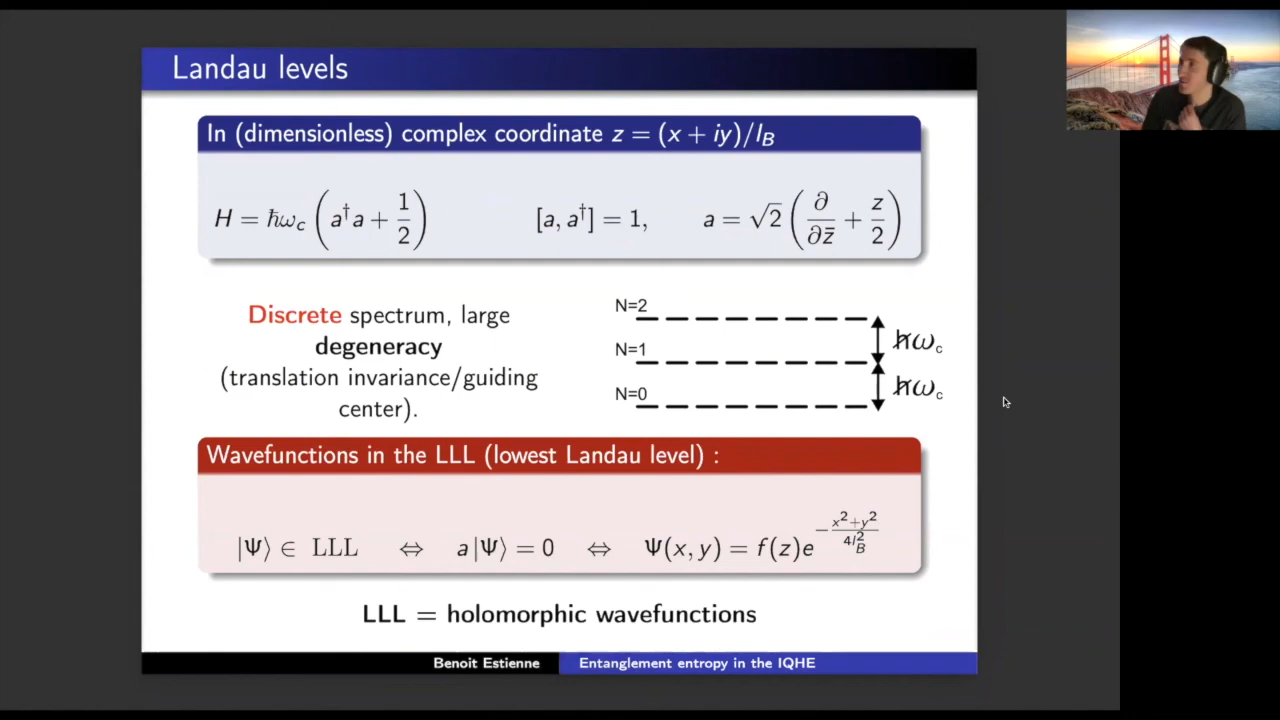 Landau levels
In (dimensionless) complex coordinate z = (x + iy)/l_B
H = ħω_c (a†a + 1/2)    [a, a†] = 1,    a = √2 (∂/∂z̄ + z/2)
Discrete spectrum, large
degeneracy
(translation invariance/guiding
center).
N=2
N=1
N=0
ħω_c
ħω_c
Wavefunctions in the LLL (lowest Landau level) :
|Ψ⟩ ∈ LLL ⇔ a|Ψ⟩ = 0 ⇔ Ψ(x, y) = f(z)e^{-(x²+y²)/(4l_B²)}
LLL = holomorphic wavefunctions
Benoit Estienne    Entanglement entropy in the IQHE